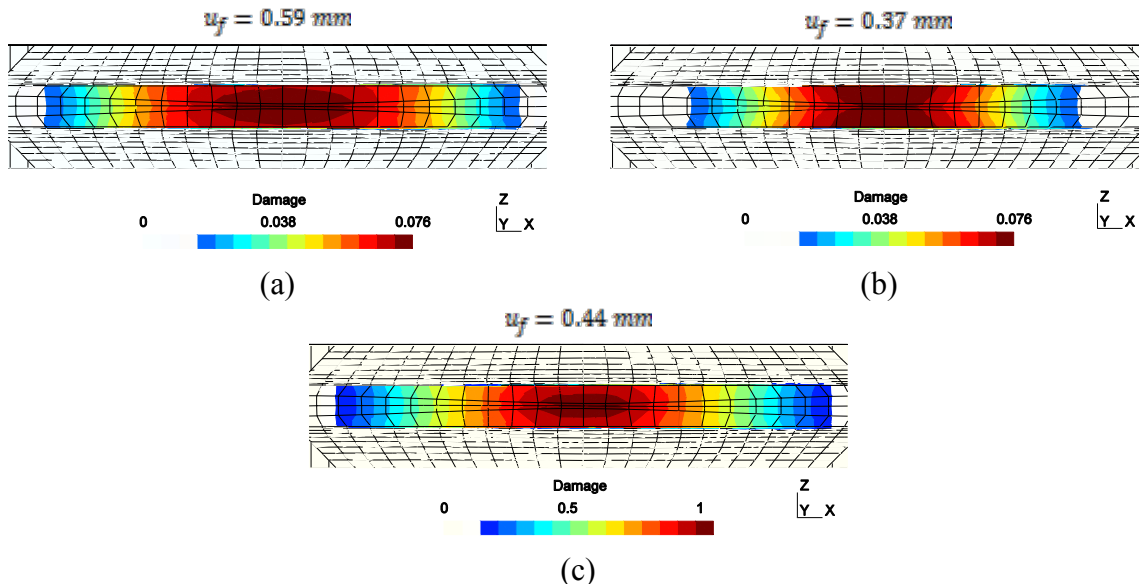 u_f = 0.59 mm
u_f = 0.37 mm
Damage
0 0.038 0.076
Z
Y X
(a)
Damage
0 0.038 0.076
Z
Y X
(b)
u_f = 0.44 mm
Damage
0 0.5 1
Z
Y X
(c)